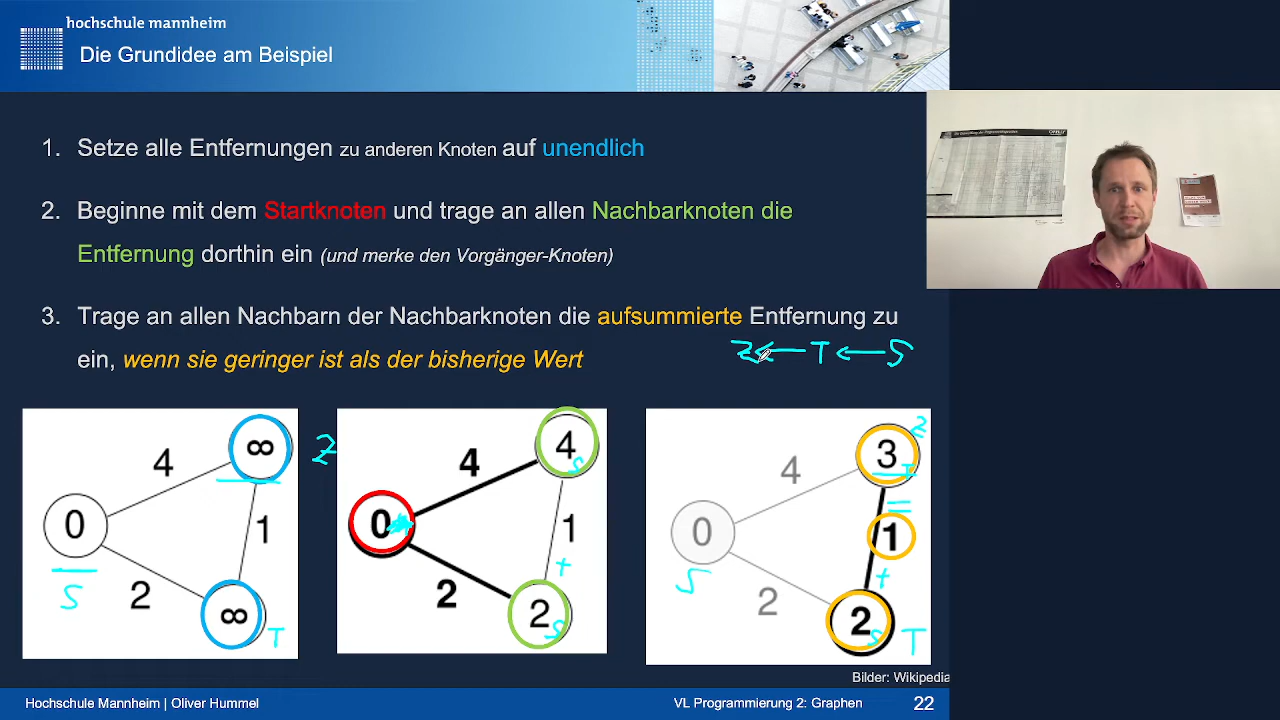 hochschule mannheim
Die Grundidee am Beispiel
1. Setze alle Entfernungen zu anderen Knoten auf unendlich
2. Beginne mit dem Startknoten und trage an allen Nachbarknoten die
Entfernung dorthin ein (und merke den Vorgänger-Knoten)
3. Trage an allen Nachbarn der Nachbarknoten die aufsummierte Entfernung zu
ein, wenn sie geringer ist als der bisherige Wert
Z ← T ← S
4 ∞ Z
0 1
S 2 ∞
T
4 4 S
0 1
+
2 2 S
4 3 Z
T
0 = 1
S +
2 2 S T
Bilder: Wikipedia
Hochschule Mannheim | Oliver Hummel
VL Programmierung 2: Graphen 22